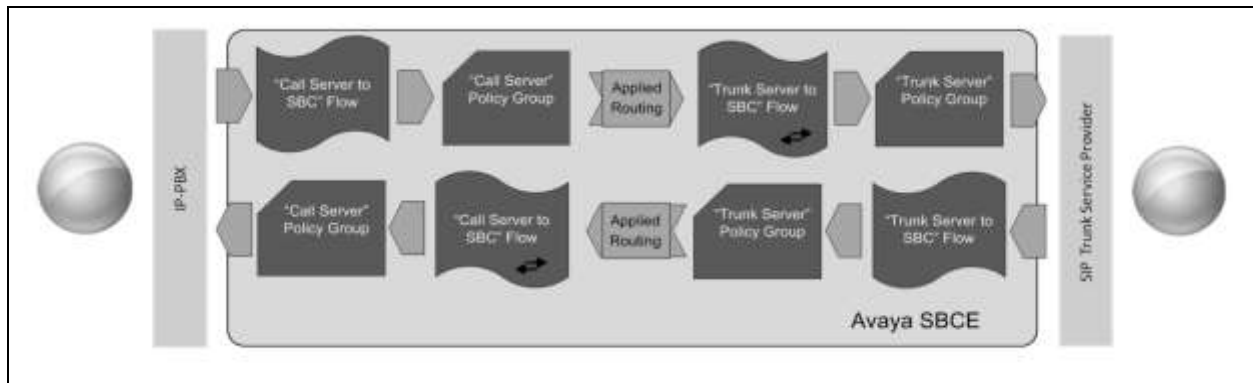 IP-PBX
"Call Server to
SBC" Flow
"Call Server"
Policy Group
Applied
Routing
"Trunk Server to
SBC" Flow
"Trunk Server"
Policy Group
"Call Server"
Policy Group
"Call Server to
SBC" Flow
Applied
Routing
"Trunk Server"
Policy Group
"Trunk Server to
SBC" Flow
SIP Trunk Service Provider
Avaya SBCE